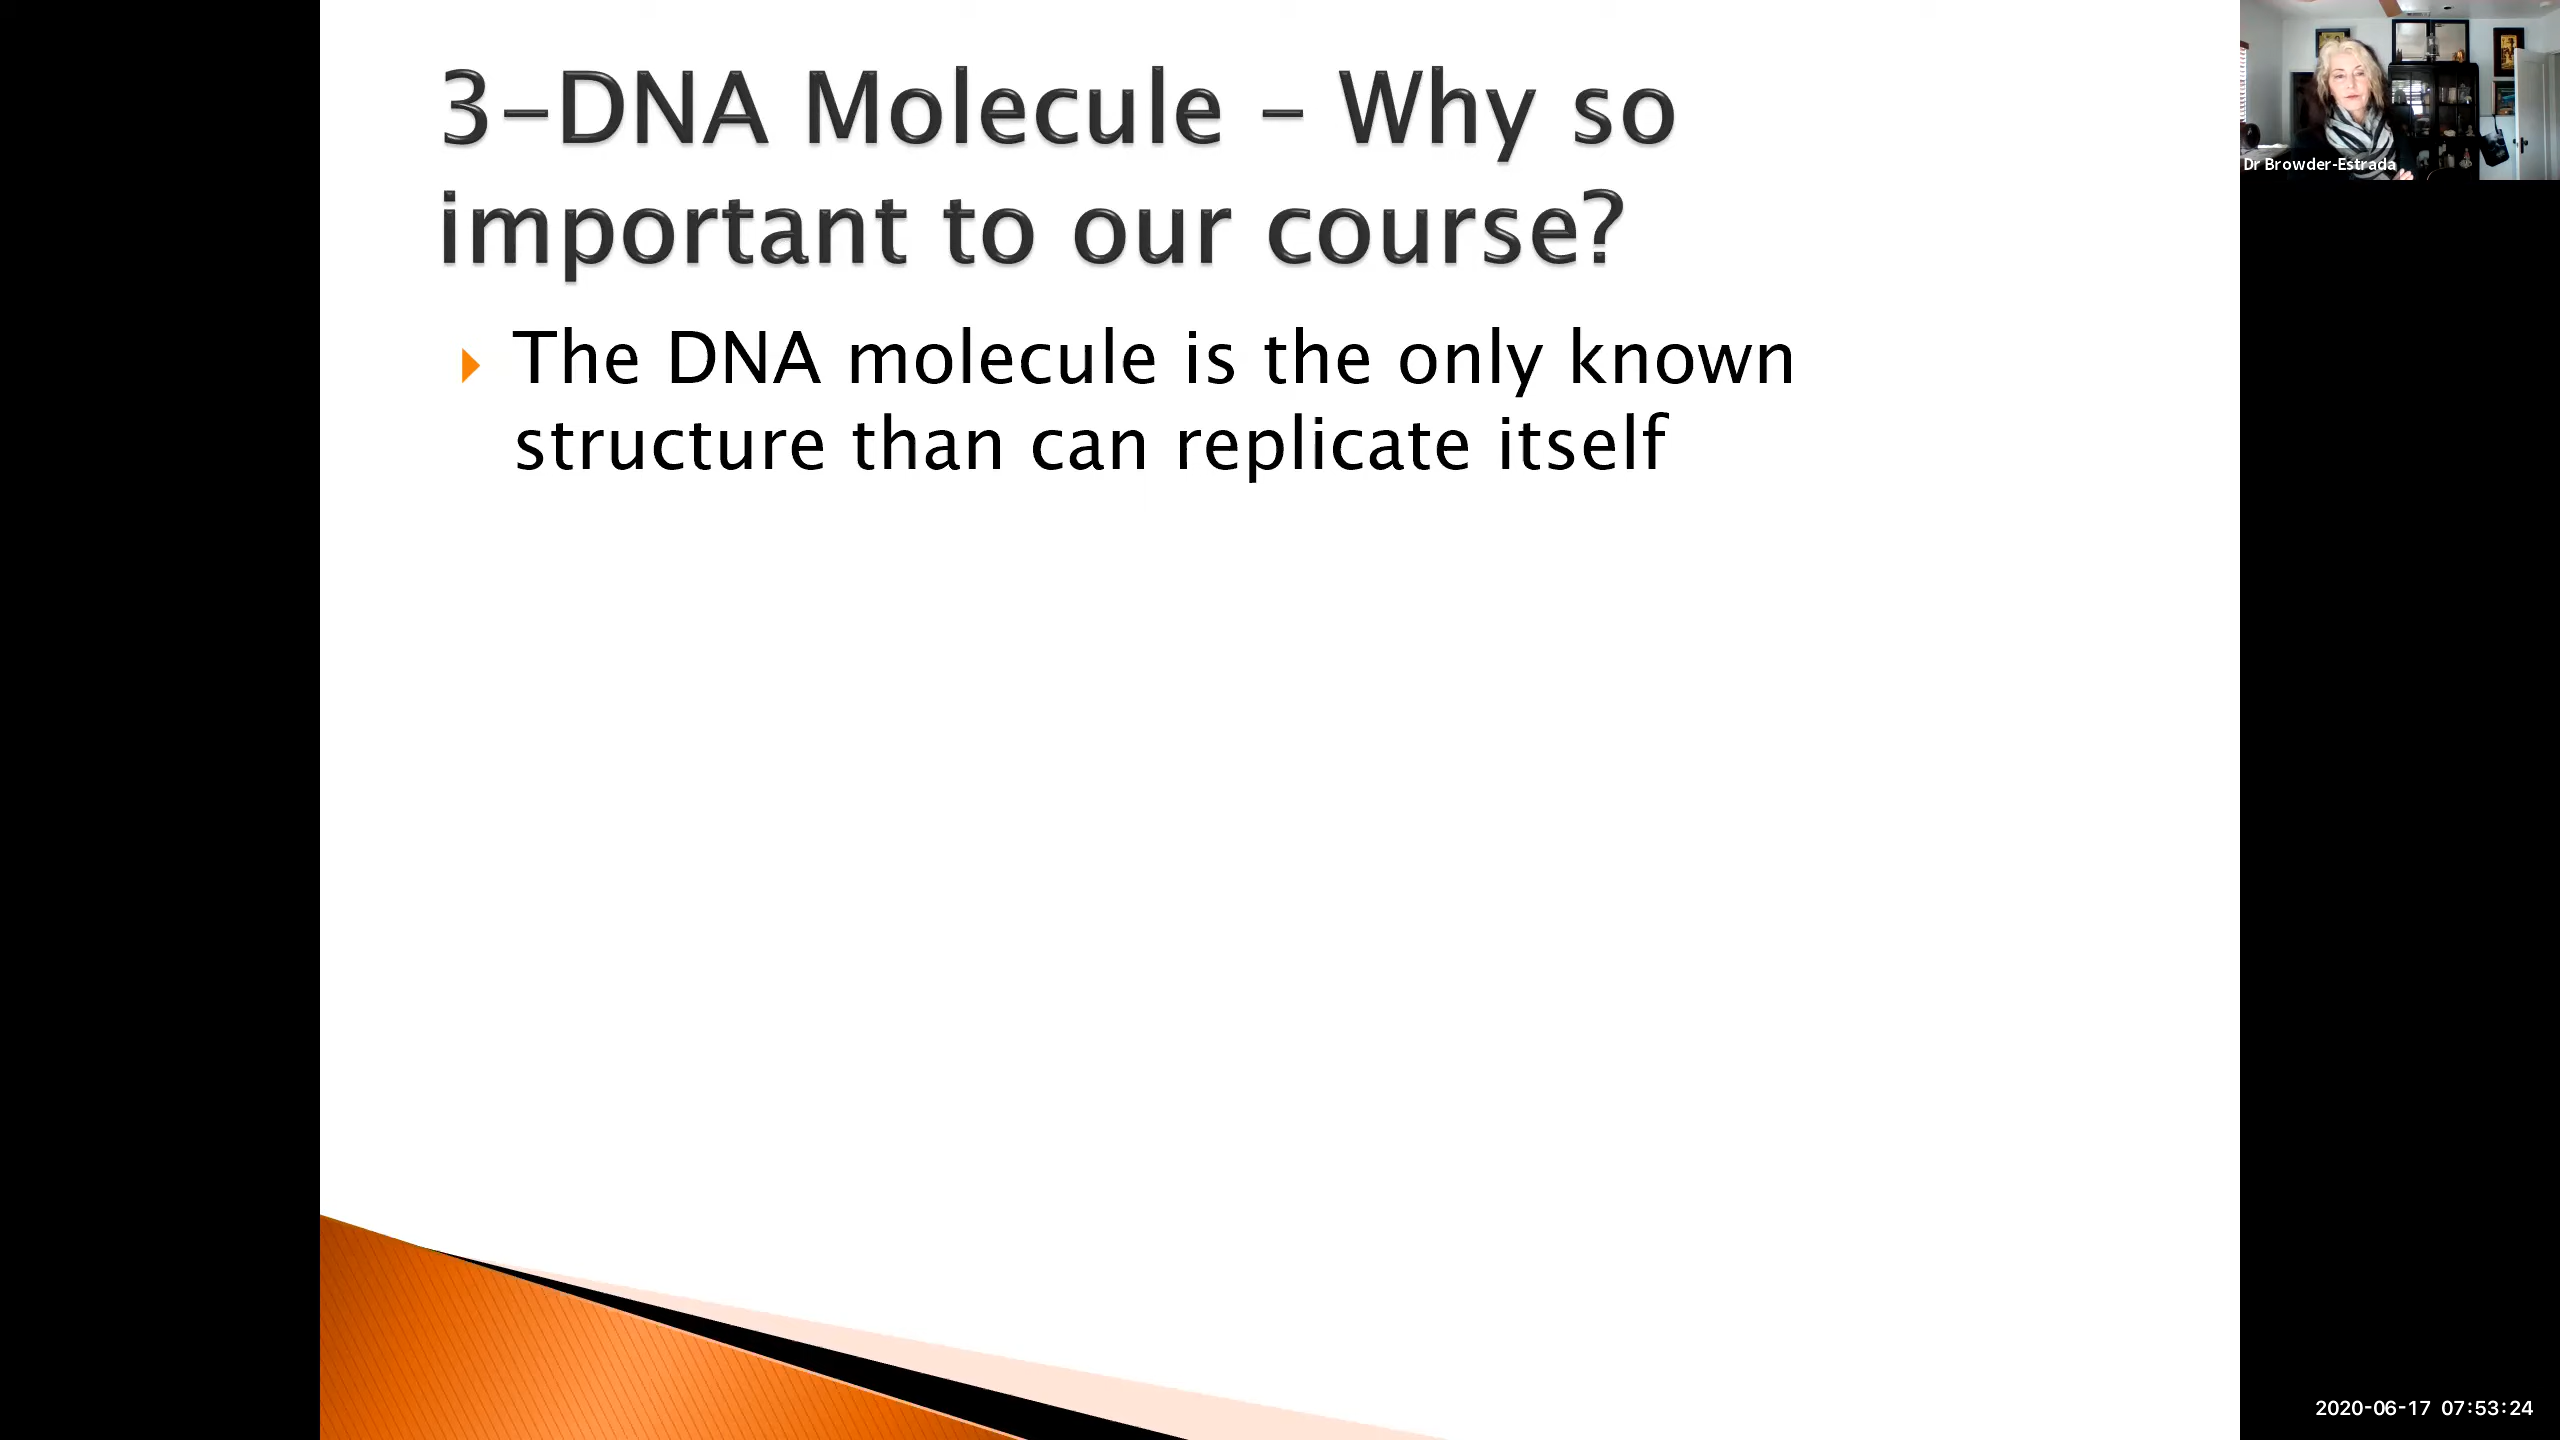 3-DNA Molecule - Why so
important to our course?
The DNA molecule is the only known
structure than can replicate itself
Dr Browder-Estrada
2020-06-17 07:53:24